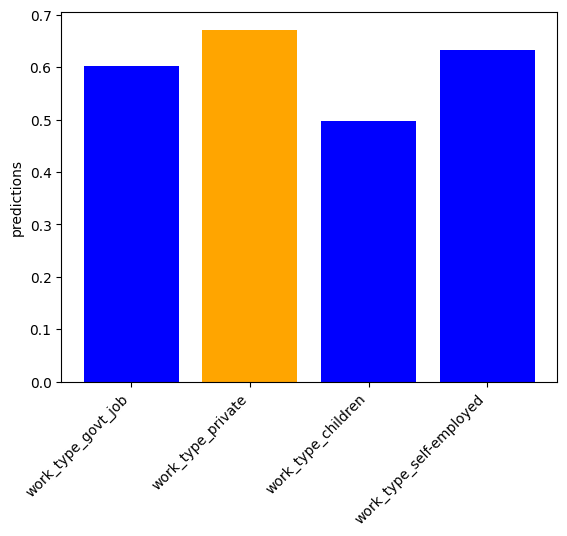 0.7
0.6
0.5
0.4
0.3
0.2
0.1
0.0
predictions
work_type_govt_job
work_type_private
work_type_children
work_type_self-employed